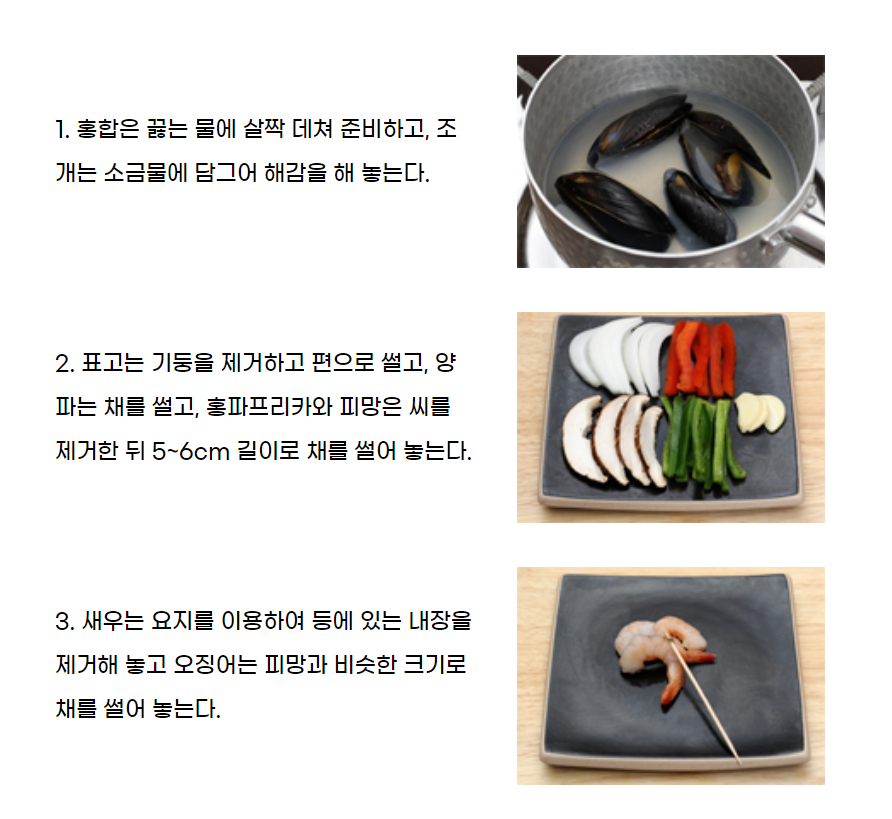 1. 홍합은 끓는 물에 살짝 데쳐 준비하고, 조
개는 소금물에 담그어 해감을 해 놓는다.
2. 표고는 기둥을 제거하고 편으로 썰고, 양
파는 채를 썰고, 홍파프리카와 피망은 씨를
제거한 뒤 5~6cm 길이로 채를 썰어 놓는다.
3. 새우는 요지를 이용하여 등에 있는 내장을
제거해 놓고 오징어는 피망과 비슷한 크기로
채를 썰어 놓는다.